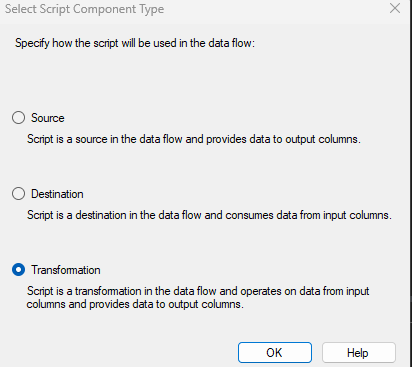 Select Script Component Type
Specify how the script will be used in the data flow:
Source
Script is a source in the data flow and provides data to output columns.
Destination
Script is a destination in the data flow and consumes data from input columns.
Transformation
Script is a transformation in the data flow and operates on data from input
columns and provides data to output columns.
OK
Help